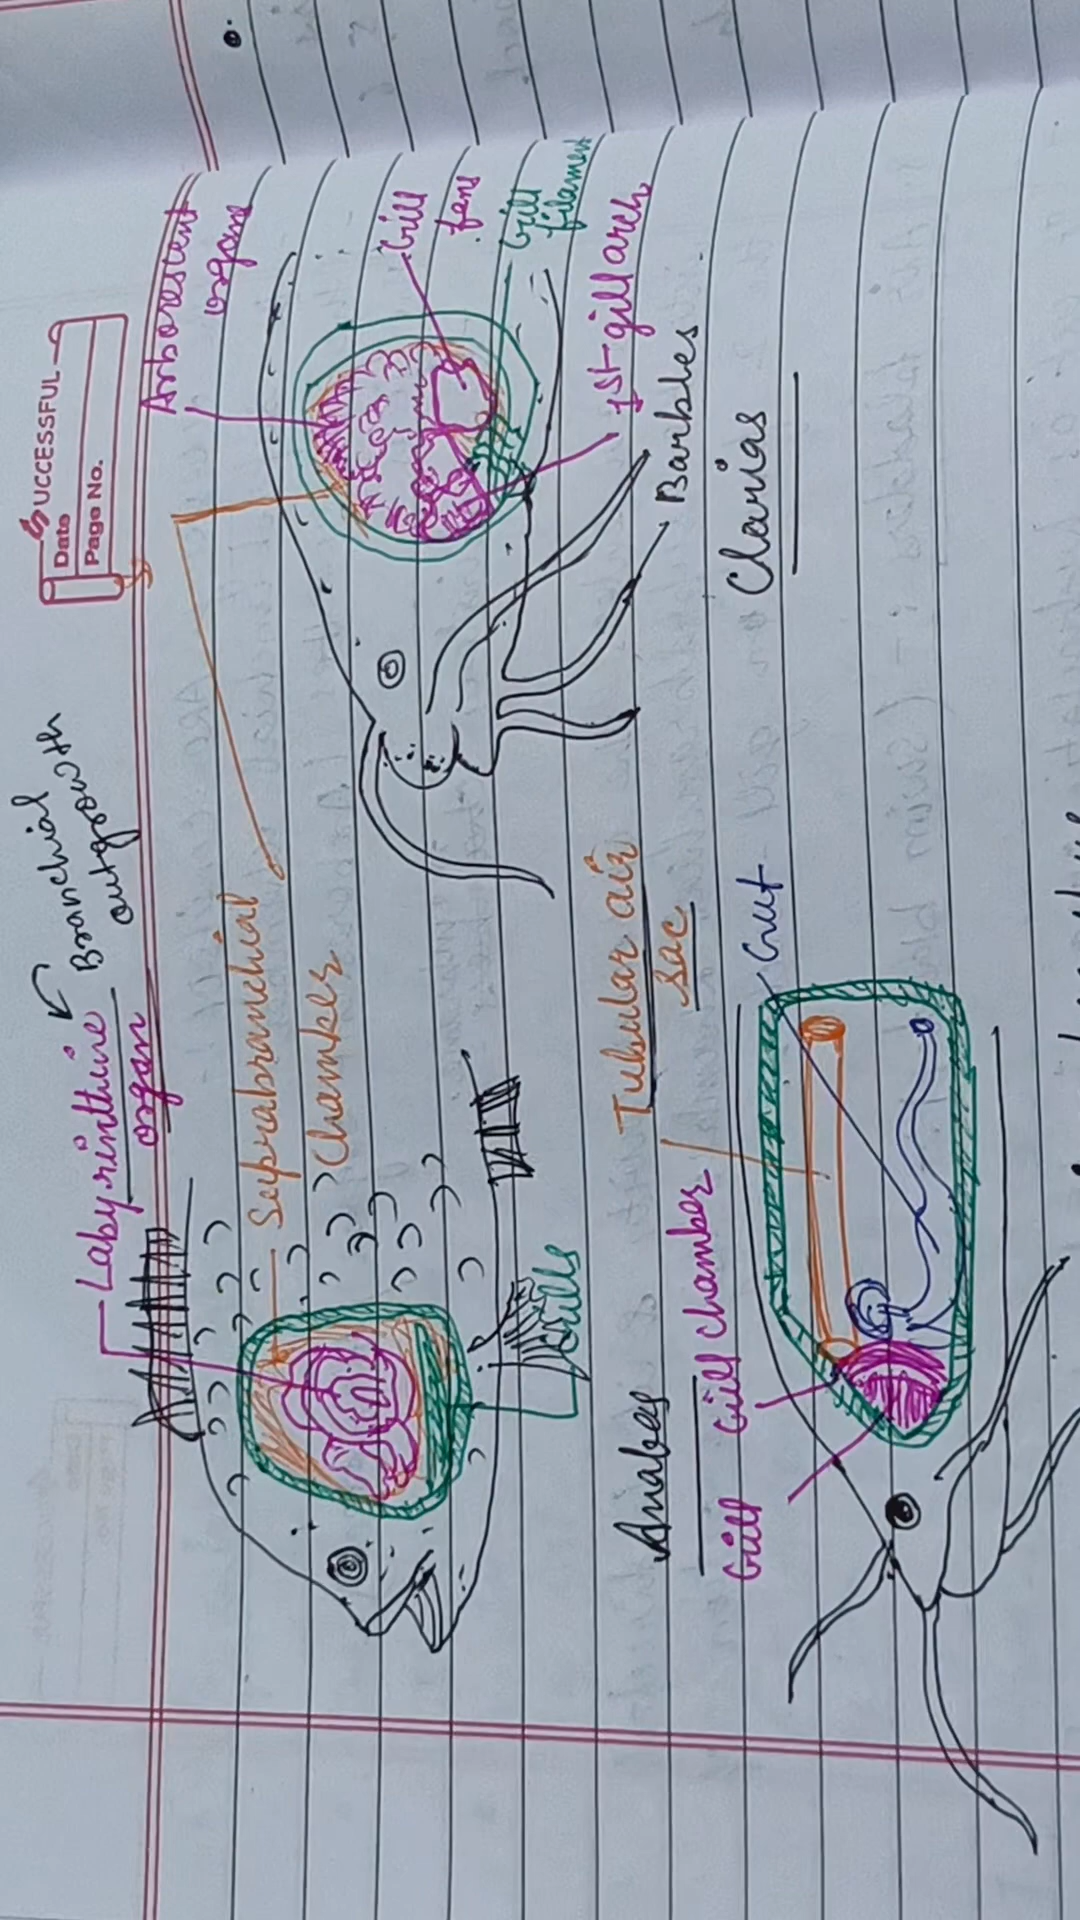 SUCCESSFUL
Date
Page No.
Branchial
outgrowth
Labyrinthine
organ
Arborescent
organs
Suprabranchial
Chamber
Gill
fans
Gill
filament
1st gill arch
Barbles
Gills
Anabas
Clarias
Tubular air
sac
Gut
Gill chamber
Gill